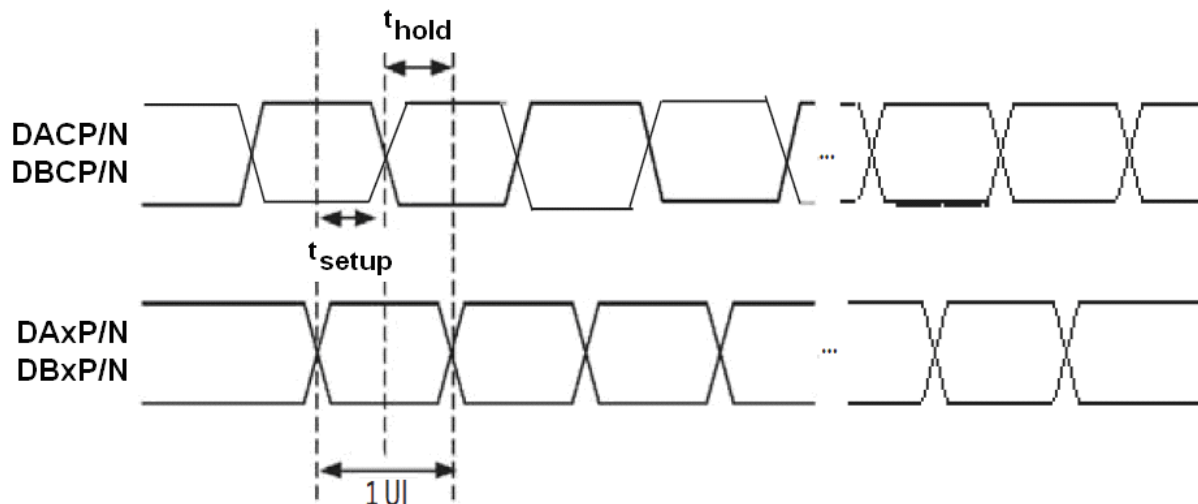 thold
DACP/N
DBCP/N
...
tsetup
DAxP/N
DBxP/N
...
1 UI